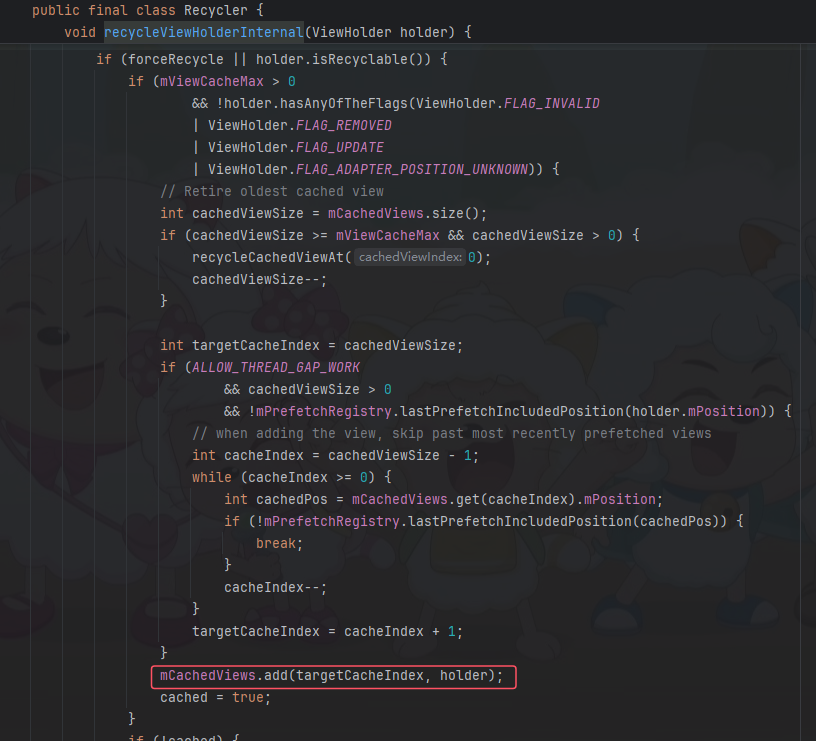 public final class Recycler {
void recycleViewHolderInternal(ViewHolder holder) {
if (forceRecycle || holder.isRecyclable()) {
if (mViewCacheMax > 0
&& !holder.hasAnyOfTheFlags(ViewHolder.FLAG_INVALID
| ViewHolder.FLAG_REMOVED
| ViewHolder.FLAG_UPDATE
| ViewHolder.FLAG_ADAPTER_POSITION_UNKNOWN)) {
// Retire oldest cached view
int cachedViewSize = mCachedViews.size();
if (cachedViewSize >= mViewCacheMax && cachedViewSize > 0) {
recycleCachedViewAt( cachedViewIndex: 0);
cachedViewSize--;
}
int targetCacheIndex = cachedViewSize;
if (ALLOW_THREAD_GAP_WORK
&& cachedViewSize > 0
&& !mPrefetchRegistry.lastPrefetchIncludedPosition(holder.mPosition)) {
// when adding the view, skip past most recently prefetched views
int cacheIndex = cachedViewSize - 1;
while (cacheIndex >= 0) {
int cachedPos = mCachedViews.get(cacheIndex).mPosition;
if (!mPrefetchRegistry.lastPrefetchIncludedPosition(cachedPos)) {
break;
}
cacheIndex--;
}
targetCacheIndex = cacheIndex + 1;
}
mCachedViews.add(targetCacheIndex, holder);
cached = true;
}
if (!cached) {